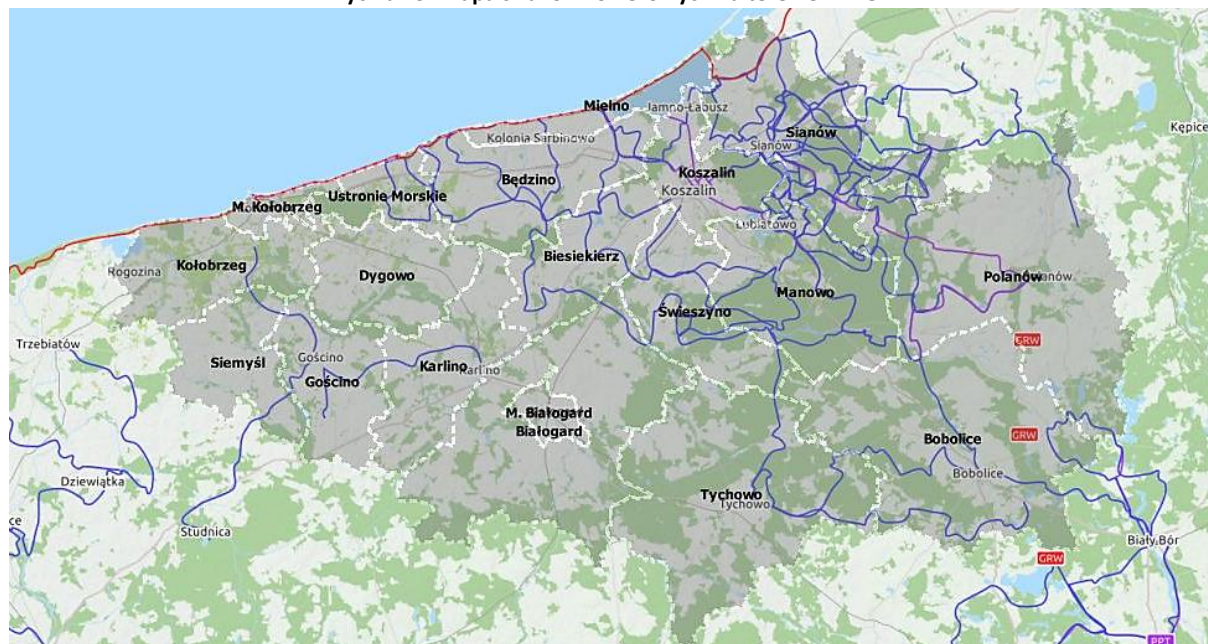 Mielno
Jamno-Łabusz
Kępice
Kolonia Sarbinowo
Sianów
Sianów
Koszalin
Koszalin
Będzino
Ustronie Morskie
M. Kołobrzeg
Lubiatowo
Biesiekierz
Kołobrzeg
Rogozina
Dygowo
Polanów
Manowo
Świeszyno
Trzebiatów
GRW
Siemyśl
Gościno
Gościno
Karlino
Karlino
M. Białogard
Białogard
GRW
Bobolice
Bobolice
Dziewiątka
Tychowo
Tychowo
Studnica
Biały Bór
GRW
PPT